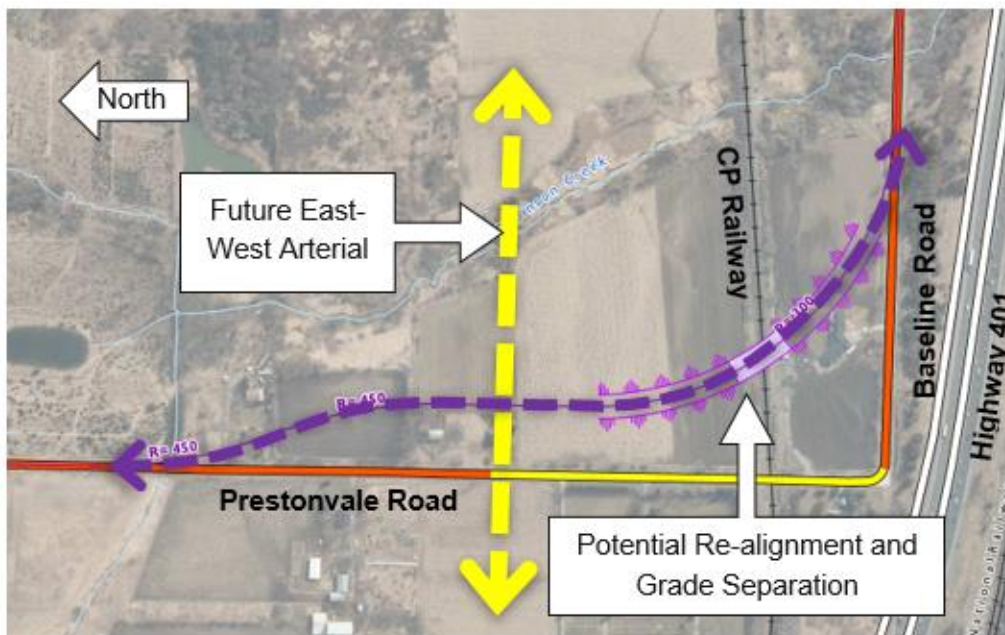 North
Future East-
West Arterial
CP Railway
Baseline Road
Highway 401
R= 450
R= 450
Prestonvale Road
Potential Re-alignment and
Grade Separation
Creek